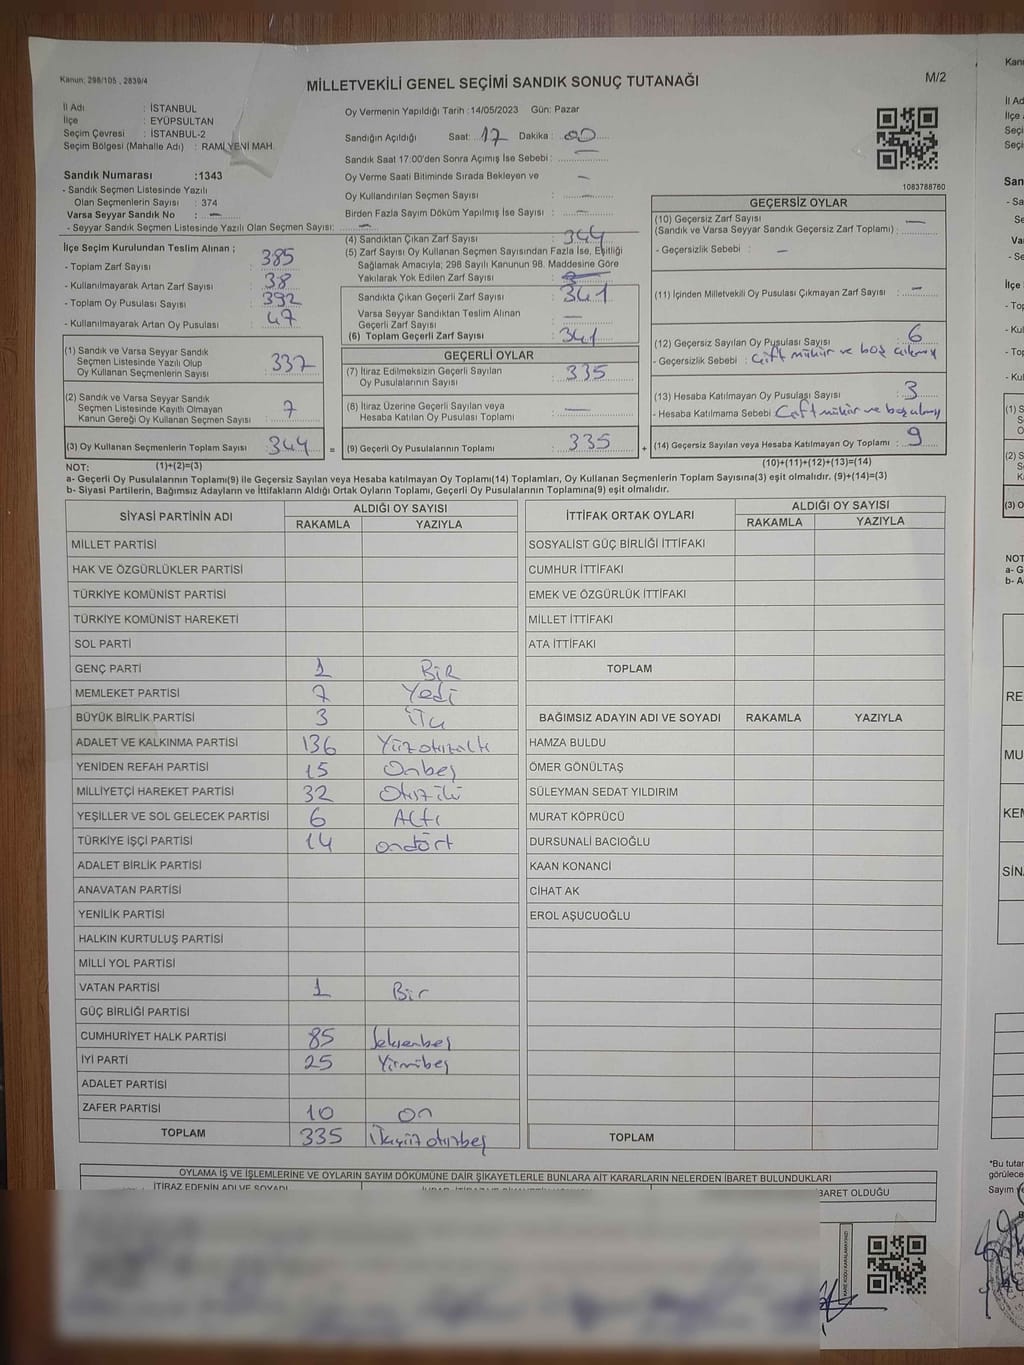 Kanun: 298/105 , 2839/4
MİLLETVEKİLİ GENEL SEÇİMİ SANDIK SONUÇ TUTANAĞI
M/2
İl Adı : İSTANBUL
İlçe : EYÜPSULTAN
Seçim Çevresi : İSTANBUL-2
Seçim Bölgesi (Mahalle Adı) : RAMİ YENİ MAH.
Sandık Numarası :1343
- Sandık Seçmen Listesinde Yazılı
Olan Seçmenlerin Sayısı : 374
Varsa Seyyar Sandık No : —
- Seyyar Sandık Seçmen Listesinde Yazılı Olan Seçmen Sayısı: —
Oy Vermenin Yapıldığı Tarih :14/05/2023 Gün: Pazar
Sandığın Açıldığı Saat: 17 Dakika: 00
Sandık Saat 17:00'den Sonra Açımış İse Sebebi : —
Oy Verme Saati Bitiminde Sırada Bekleyen ve
Oy Kullandırılan Seçmen Sayısı : —
Birden Fazla Sayım Döküm Yapılmış İse Sayısı : —
1083788760
İlçe Seçim Kurulundan Teslim Alınan ;
- Toplam Zarf Sayısı : 385
- Kullanılmayarak Artan Zarf Sayısı : 38
- Toplam Oy Pusulası Sayısı : 392
- Kullanılmayarak Artan Oy Pusulası : 47
(4) Sandıktan Çıkan Zarf Sayısı : 344
(5) Zarf Sayısı Oy Kullanan Seçmen Sayısından Fazla İse, Eşitliği
Sağlamak Amacıyla; 298 Sayılı Kanunun 98. Maddesine Göre
Yakılarak Yok Edilen Zarf Sayısı :
Sandıkta Çıkan Geçerli Zarf Sayısı : 341
Varsa Seyyar Sandıktan Teslim Alınan
Geçerli Zarf Sayısı : —
(6) Toplam Geçerli Zarf Sayısı : 341
GEÇERSİZ OYLAR
(10) Geçersiz Zarf Sayısı —
(Sandık ve Varsa Seyyar Sandık Geçersiz Zarf Toplamı) :
- Geçersizlik Sebebi : —
(11) İçinden Milletvekili Oy Pusulası Çıkmayan Zarf Sayısı : —
(12) Geçersiz Sayılan Oy Pusulası Sayısı : 6
- Geçersizlik Sebebi : Çift mühür ve boş
(13) Hesaba Katılmayan Oy Pusulası Sayısı : 3
- Hesaba Katılmama Sebebi : Çift mühür ve
(14) Geçersiz Sayılan veya Hesaba Katılmayan Oy Toplamı : 9
(10)+(11)+(12)+(13)=(14)
(1) Sandık ve Varsa Seyyar Sandık
Seçmen Listesinde Yazılı Olup
Oy Kullanan Seçmenlerin Sayısı : 337
(2) Sandık ve Varsa Seyyar Sandık
Seçmen Listesinde Kayıtlı Olmayan
Kanun Gereği Oy Kullanan Seçmen Sayısı : 7
(3) Oy Kullanan Seçmenlerin Toplam Sayısı : 344 =
GEÇERLİ OYLAR
(7) İtiraz Edilmeksizin Geçerli Sayılan
Oy Pusulalarının Sayısı : 335
(8) İtiraz Üzerine Geçerli Sayılan veya
Hesaba Katılan Oy Pusulası Toplamı : —
(9) Geçerli Oy Pusulalarının Toplamı : 335 +
NOT: (1)+(2)=(3)
a- Geçerli Oy Pusulalarının Toplamı(9) ile Geçersiz Sayılan veya Hesaba katılmayan Oy Toplamı(14) Toplamları, Oy Kullanan Seçmenlerin Toplam Sayısına(3) eşit olmalıdır. (9)+(14)=(3)
b- Siyasi Partilerin, Bağımsız Adayların ve İttifakların Aldığı Ortak Oyların Toplamı, Geçerli Oy Pusulalarının Toplamına(9) eşit olmalıdır.
SİYASİ PARTİNİN ADI ALDIĞI OY SAYISI
RAKAMLA YAZIYLA
MİLLET PARTİSİ
HAK VE ÖZGÜRLÜKLER PARTİSİ
TÜRKİYE KOMÜNİST PARTİSİ
TÜRKİYE KOMÜNİST HAREKETİ
SOL PARTİ
GENÇ PARTİ 1 Bir
MEMLEKET PARTİSİ 7 Yedi
BÜYÜK BİRLİK PARTİSİ 3
ADALET VE KALKINMA PARTİSİ 136 Yüzotuzaltı
YENİDEN REFAH PARTİSİ 15 Onbeş
MİLLİYETÇİ HAREKET PARTİSİ 32 Otuziki
YEŞİLLER VE SOL GELECEK PARTİSİ 6 Altı
TÜRKİYE İŞÇİ PARTİSİ 14 ondört
ADALET BİRLİK PARTİSİ
ANAVATAN PARTİSİ
YENİLİK PARTİSİ
HALKIN KURTULUŞ PARTİSİ
MİLLİ YOL PARTİSİ
VATAN PARTİSİ 1 Bir
GÜÇ BİRLİĞİ PARTİSİ
CUMHURİYET HALK PARTİSİ 85 Seksenbeş
İYİ PARTİ 25 Yirmibeş
ADALET PARTİSİ
ZAFER PARTİSİ 10 on
TOPLAM 335 Üçyüzotuzbeş
İTTİFAK ORTAK OYLARI ALDIĞI OY SAYISI
RAKAMLA YAZIYLA
SOSYALİST GÜÇ BİRLİĞİ İTTİFAKI
CUMHUR İTTİFAKI
EMEK VE ÖZGÜRLÜK İTTİFAKI
MİLLET İTTİFAKI
ATA İTTİFAKI
TOPLAM
BAĞIMSIZ ADAYIN ADI VE SOYADI RAKAMLA YAZIYLA
HAMZA BULDU
ÖMER GÖNÜLTAŞ
SÜLEYMAN SEDAT YILDIRIM
MURAT KÖPRÜCÜ
DURSUNALİ BACIOĞLU
KAAN KONANCİ
CİHAT AK
EROL AŞUCUOĞLU
TOPLAM
OYLAMA İŞ VE İŞLEMLERİNE VE OYLARIN SAYIM DÖKÜMÜNE DAİR ŞİKAYETLERLE BUNLARA AİT KARARLARIN NELERDEN İBARET BULUNDUKLARI
İTİRAZ EDENİN ADI VE SOYADI
BARET OLDUĞU